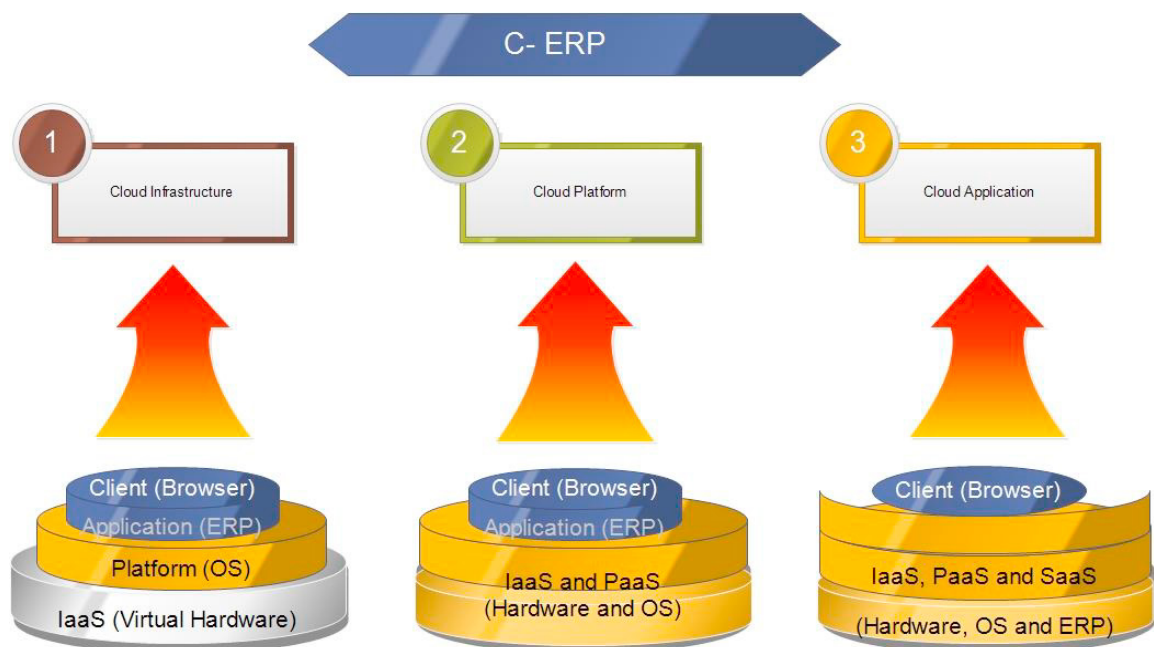 C- ERP
1
Cloud Infrastructure
2
Cloud Platform
3
Cloud Application
Client (Browser)
Application (ERP)
Platform (OS)
IaaS (Virtual Hardware)
Client (Browser)
Application (ERP)
IaaS and PaaS
(Hardware and OS)
Client (Browser)
IaaS, PaaS and SaaS
(Hardware, OS and ERP)